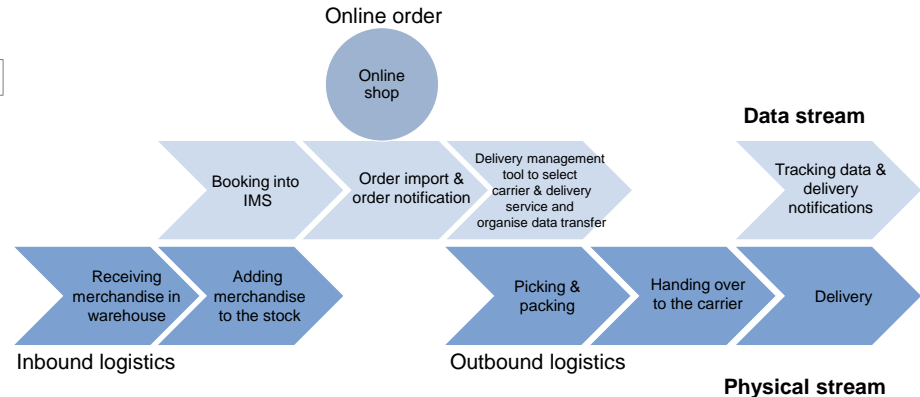 Online order
Online
shop
Data stream
Booking into
IMS
Order import &
order notification
Delivery management
tool to select
carrier & delivery
service and
organise data transfer
Tracking data &
delivery
notifications
Receiving
merchandise in
warehouse
Adding
merchandise
to the stock
Picking &
packing
Handing over
to the carrier
Delivery
Inbound logistics
Outbound logistics
Physical stream